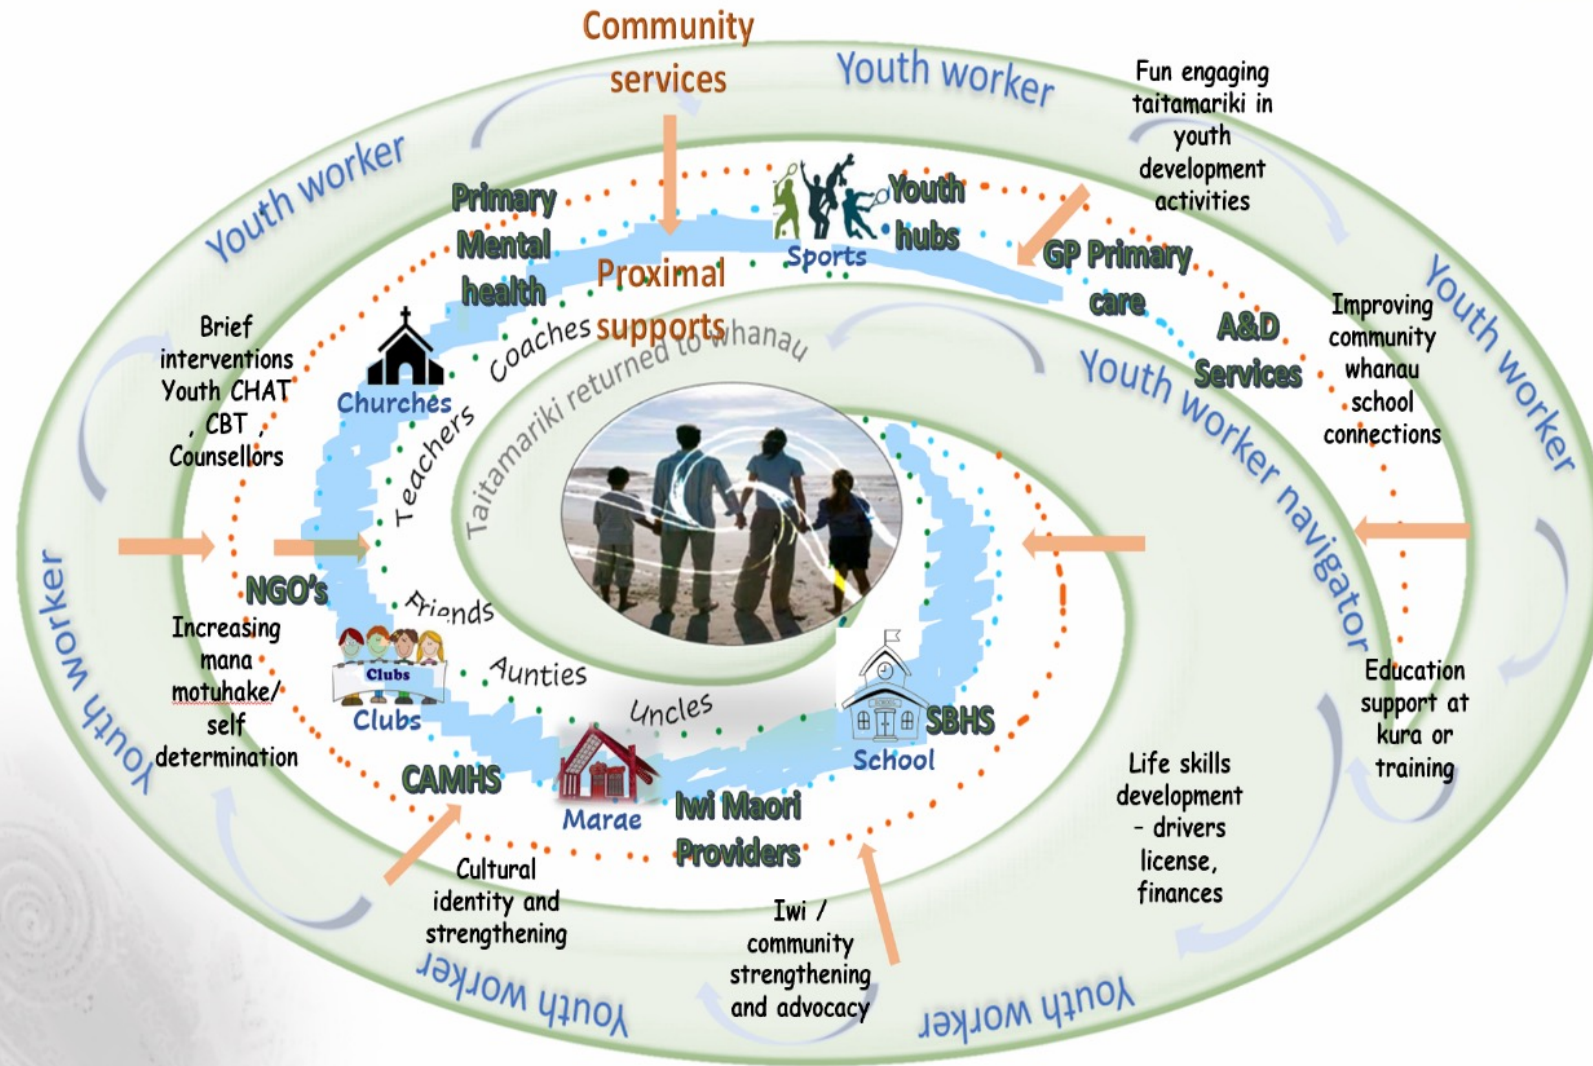 Community
services
Youth worker
Fun engaging
taitamariki in
youth
development
activities
Youth worker
Primary
Mental
health
Youth
hubs
Sports
GP Primary
care
A&D
Services
Youth worker
Improving
community
whanau
school
connections
Proximal
supports
Brief
interventions
Youth CHAT
, CBT ,
Counsellors
Churches
Coaches
Teachers
Friends
Aunties
Uncles
Taitamariki returned to whanau
Youth worker navigator
NGO's
Increasing
mana
motuhake/
self
determination
Youth worker
Clubs
Clubs
CAMHS
Marae
Iwi Maori
Providers
SCHOOL
SBHS
School
Education
support at
kura or
training
Life skills
development
- drivers
license,
finances
Cultural
identity and
strengthening
Iwi /
community
strengthening
and advocacy
Youth worker
Youth worker